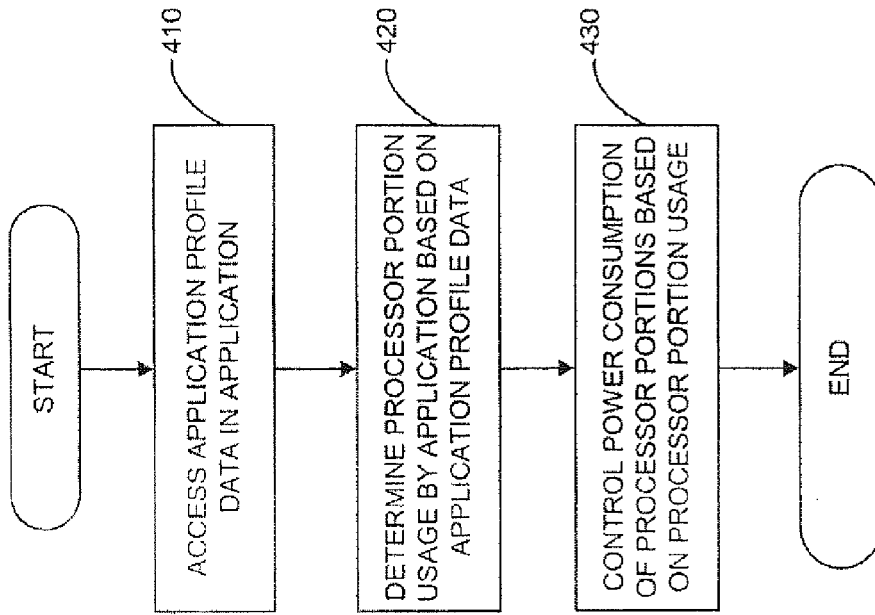 START
410
ACCESS APPLICATION PROFILE
DATA IN APPLICATION
420
DETERMINE PROCESSOR PORTION
USAGE BY APPLICATION BASED ON
APPLICATION PROFILE DATA
430
CONTROL POWER CONSUMPTION
OF PROCESSOR PORTIONS BASED
ON PROCESSOR PORTION USAGE
END